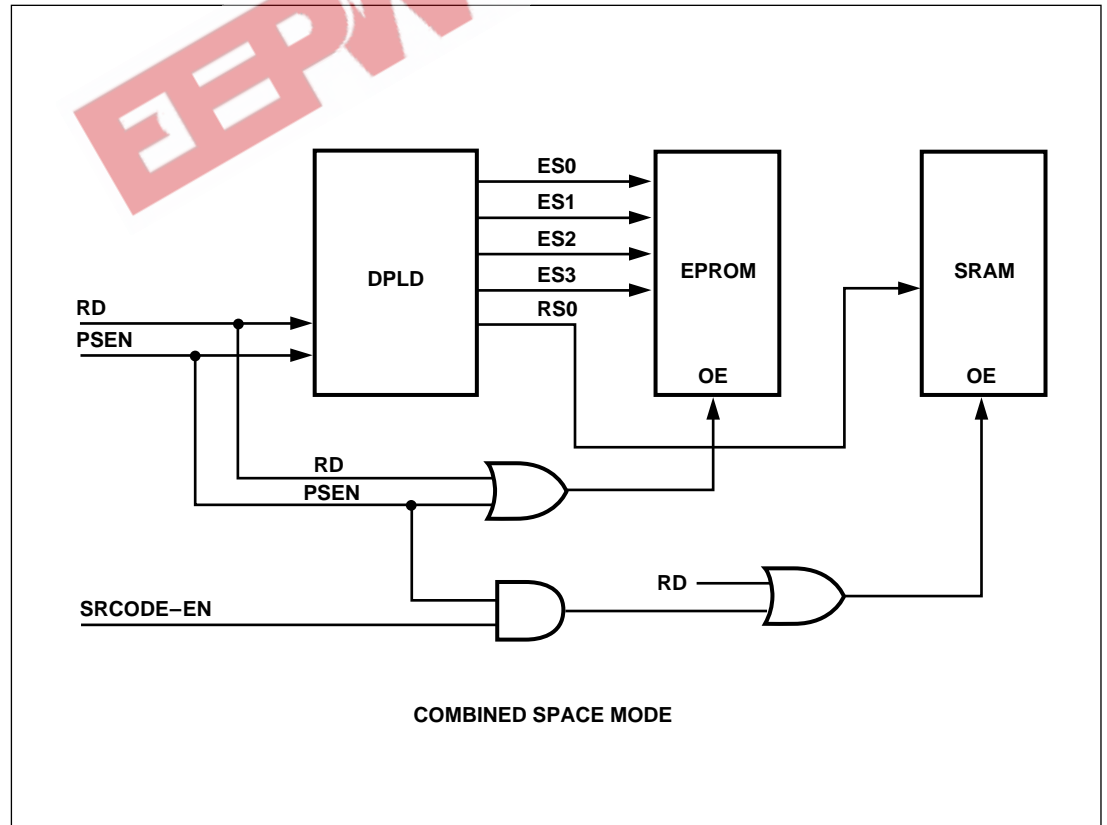 EEPW
ES0
ES1
ES2
ES3
RS0
DPLD
EPROM
SRAM
RD
PSEN
OE
OE
RD
PSEN
RD
SRCODE–EN
COMBINED SPACE MODE